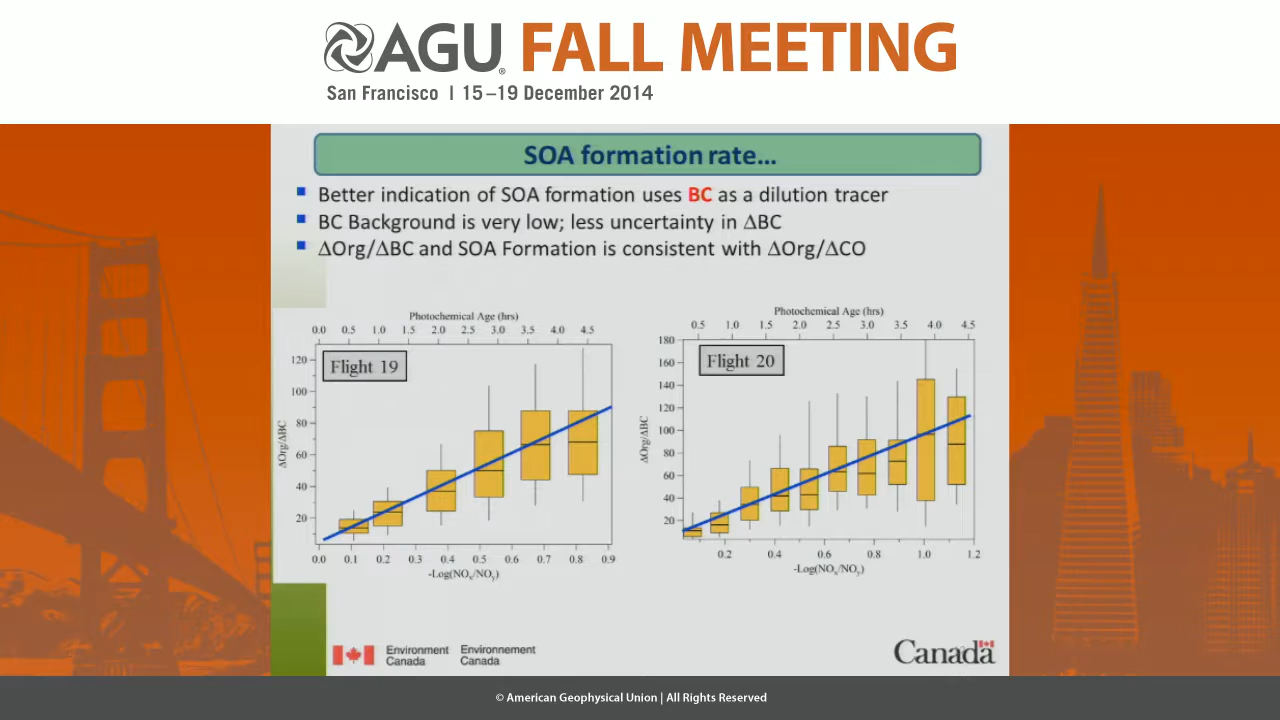 AGU® FALL MEETING
San Francisco | 15–19 December 2014
SOA formation rate…
Better indication of SOA formation uses BC as a dilution tracer
BC Background is very low; less uncertainty in ΔBC
ΔOrg/ΔBC and SOA Formation is consistent with ΔOrg/ΔCO
Photochemical Age (hrs)
0.0 0.5 1.0 1.5 2.0 2.5 3.0 3.5 4.0 4.5
Flight 19
120
100
80
60
40
20
ΔOrg/ΔBC
0.0 0.1 0.2 0.3 0.4 0.5 0.6 0.7 0.8 0.9
-Log(NOx/NOy)
Photochemical Age (hrs)
0.5 1.0 1.5 2.0 2.5 3.0 3.5 4.0 4.5
Flight 20
180
160
140
120
100
80
60
40
20
ΔOrg/ΔBC
0.2 0.4 0.6 0.8 1.0 1.2
-Log(NOx/NOy)
Environment Environnement
Canada Canada
Canada
© American Geophysical Union | All Rights Reserved